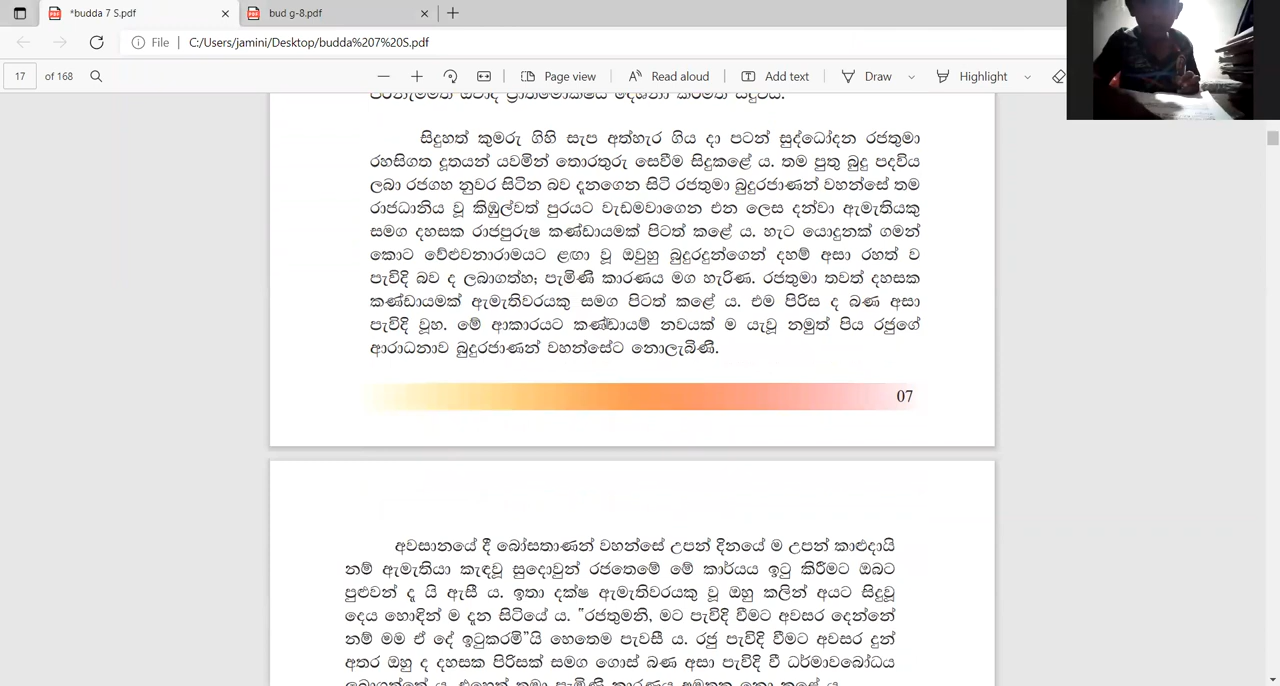 *budda 7 S.pdf
bud g-8.pdf
File | C:/Users/jamini/Desktop/budda%207%20S.pdf
17 of 168
Page view
Read aloud
Add text
Draw
Highlight
සිදුහත් කුමරු ගිහි සැප අත්හැර ගිය දා පටන් සුද්ධෝදන රජතුමා
රහසිගත දූතයන් යවමින් තොරතුරු සෙවීම සිදුකළේ ය. තම පුතු බුදු පදවිය
ලබා රජගහ නුවර සිටින බව දැනගෙන සිටි රජතුමා බුදුරජාණන් වහන්සේ තම
රාජධානිය වූ කිඹුල්වත් පුරයට වැඩමවාගෙන එන ලෙස දන්වා ඇමැතියකු
සමග දහසක රාජපුරුෂ කණ්ඩායමක් පිටත් කළේ ය. හැට යොදුනක් ගමන්
කොට වේළුවනාරාමයට ළඟා වූ ඔවුහු බුදුරදුන්ගෙන් දහම් අසා රහත් ව
පැවිදි බව ද ලබාගත්හ; පැමිණි කාරණය මග හැරිණ. රජතුමා තවත් දහසක
කණ්ඩායමක් ඇමැතිවරයකු සමග පිටත් කළේ ය. එම පිරිස ද බණ අසා
පැවිදි වූහ. මේ ආකාරයට කණ්ඩායම් නවයක් ම යැවූ නමුත් පිය රජුගේ
ආරාධනාව බුදුරජාණන් වහන්සේට නොලැබිණි.
07
අවසානයේ දී බෝසතාණන් වහන්සේ උපන් දිනයේ ම උපන් කාළුදායි
නම් ඇමැතියා කැඳවූ සුදොවුන් රජතෙමේ මේ කාර්යය ඉටු කිරීමට ඔබට
පුළුවන් දැ යි ඇසී ය. ඉතා දක්ෂ ඇමැතිවරයකු වූ ඔහු කලින් අයට සිදුවූ
දෙය හොඳින් ම දැන සිටියේ ය. "රජතුමනි, මට පැවිදි වීමට අවසර දෙන්නේ
නම් මම ඒ දේ ඉටුකරමි"යි හෙතෙම පැවසී ය. රජු පැවිදි වීමට අවසර දුන්
අතර ඔහු ද දහසක පිරිසක් සමග ගොස් බණ අසා පැවිදි වී ධර්මාවබෝධය